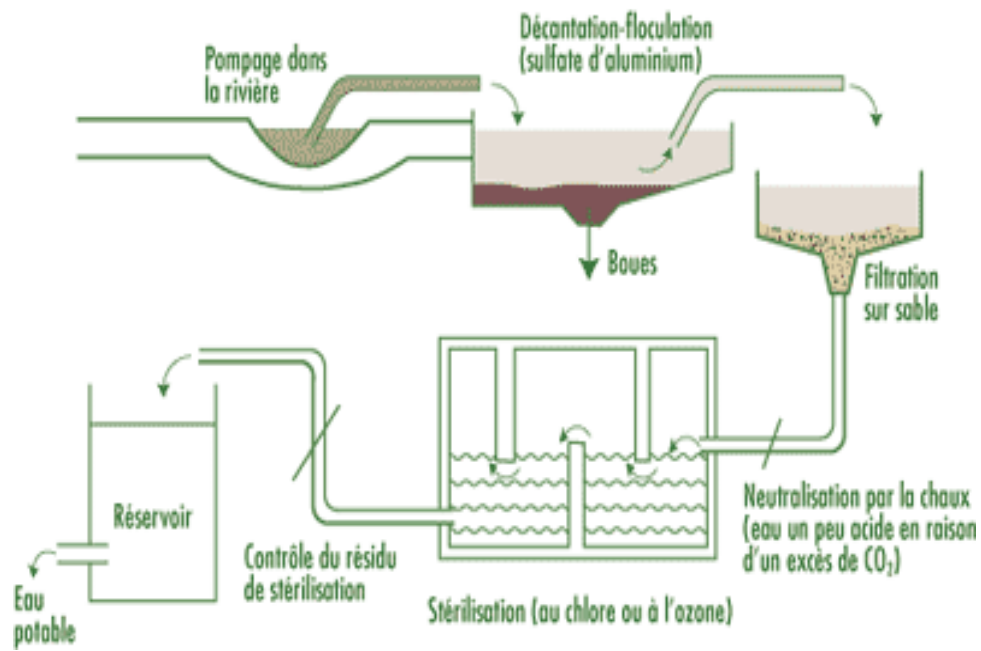 Pompage dans
la rivière
Décantation-floculation
(sulfate d'aluminium)
Boues
Filtration
sur sable
Neutralisation par la chaux
(eau un peu acide en raison
d'un excès de CO₂)
Stérilisation (au chlore ou à l'ozone)
Contrôle du résidu
de stérilisation
Réservoir
Eau
potable